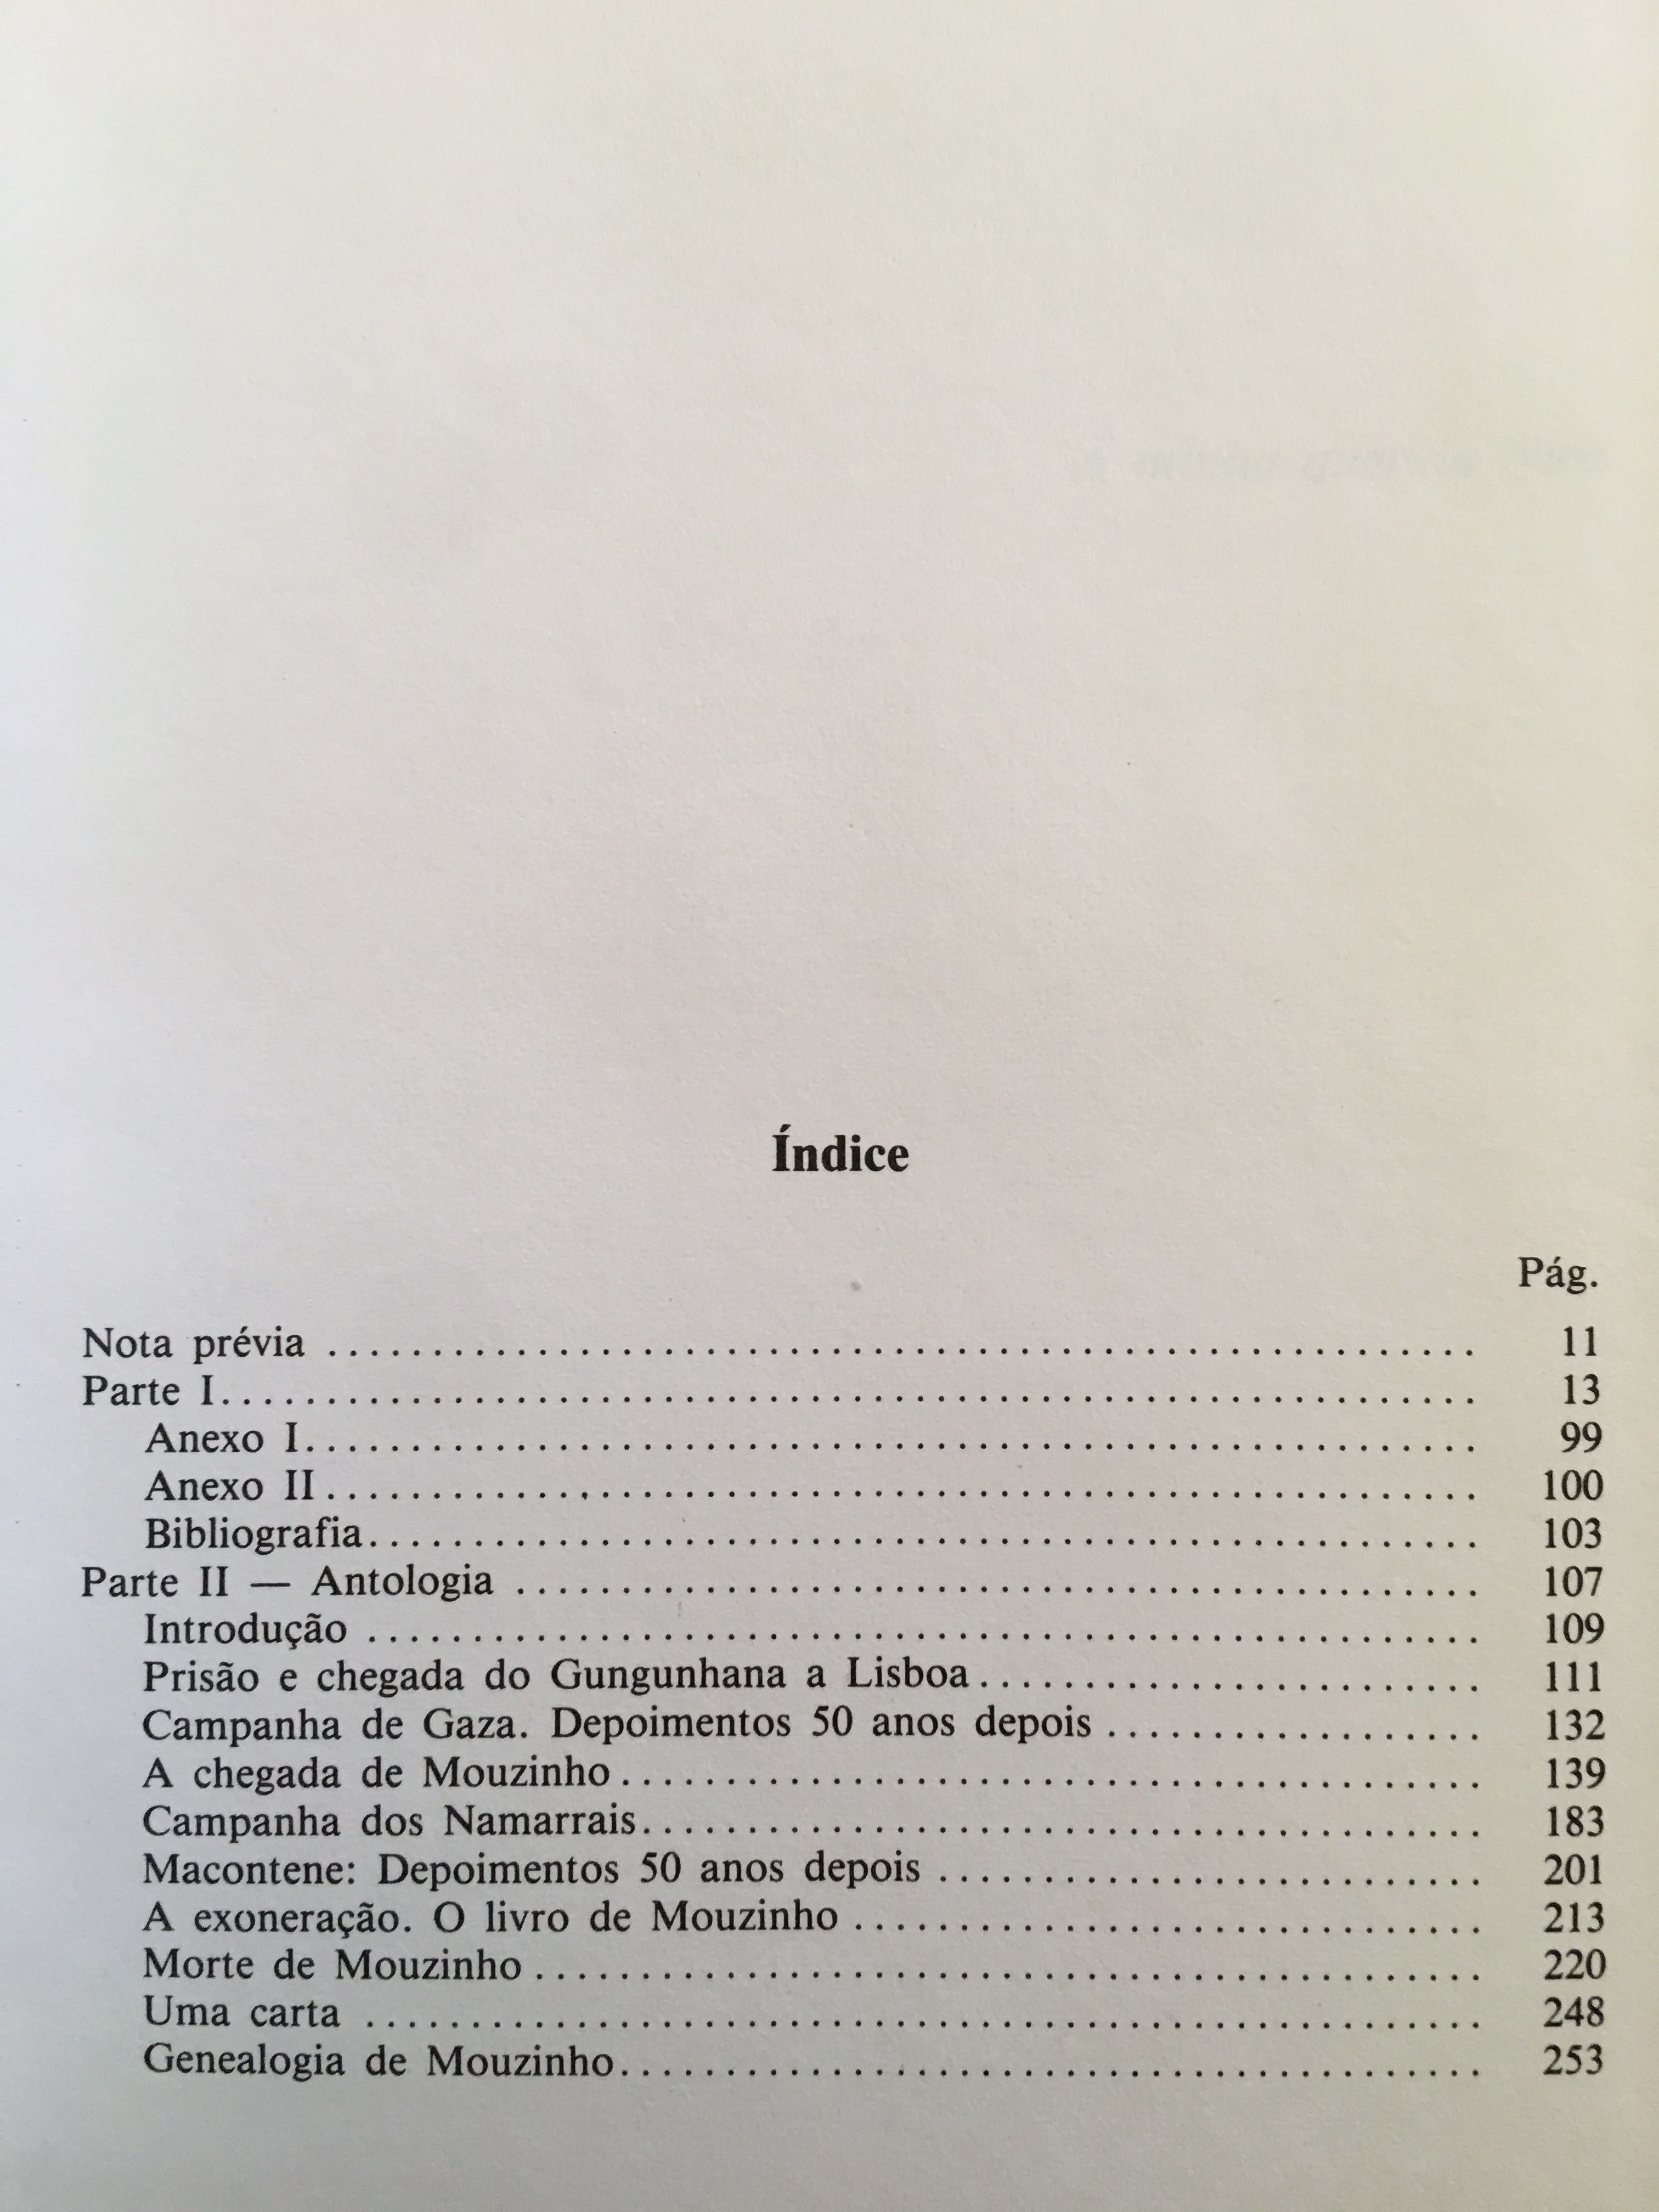 Índice
Pág.
Nota prévia ........................................................ 11
Parte I............................................................. 13
Anexo I......................................................... 99
Anexo II........................................................ 100
Bibliografia...................................................... 103
Parte II — Antologia .............................................. 107
Introdução ...................................................... 109
Prisão e chegada do Gungunhana a Lisboa........................ 111
Campanha de Gaza. Depoimentos 50 anos depois .................. 132
A chegada de Mouzinho......................................... 139
Campanha dos Namarrais........................................ 183
Macontene: Depoimentos 50 anos depois .......................... 201
A exoneração. O livro de Mouzinho .............................. 213
Morte de Mouzinho............................................. 220
Uma carta ...................................................... 248
Genealogia de Mouzinho......................................... 253